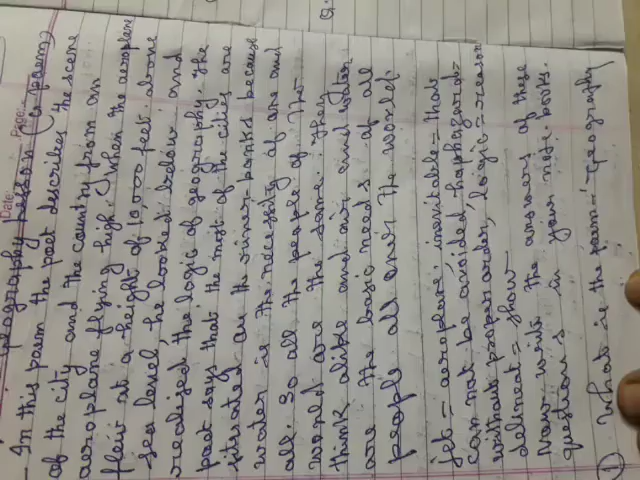 Date: Page:
Geography Lesson (a poem)
In this poem the poet describes the scene
of the city and the country from an
aeroplane flying high. When the aeroplane
flew at a height of 10,000 feet above
sea level he looked below and
realized the logic of geography. The
poet says that the most of the cities are
situated on the river-banks because
water is the necessity of one and
all. So all the people of the
world are the same. They
think alike and air and water
are the basic needs of all
people all over the world.
jet = aeroplane. inevitable = that
can not be avoided. haphazard =
without proper order, logic = reason
delineat = show
Now write the answers of these
questions in your note book.
① What is the poem - Geography